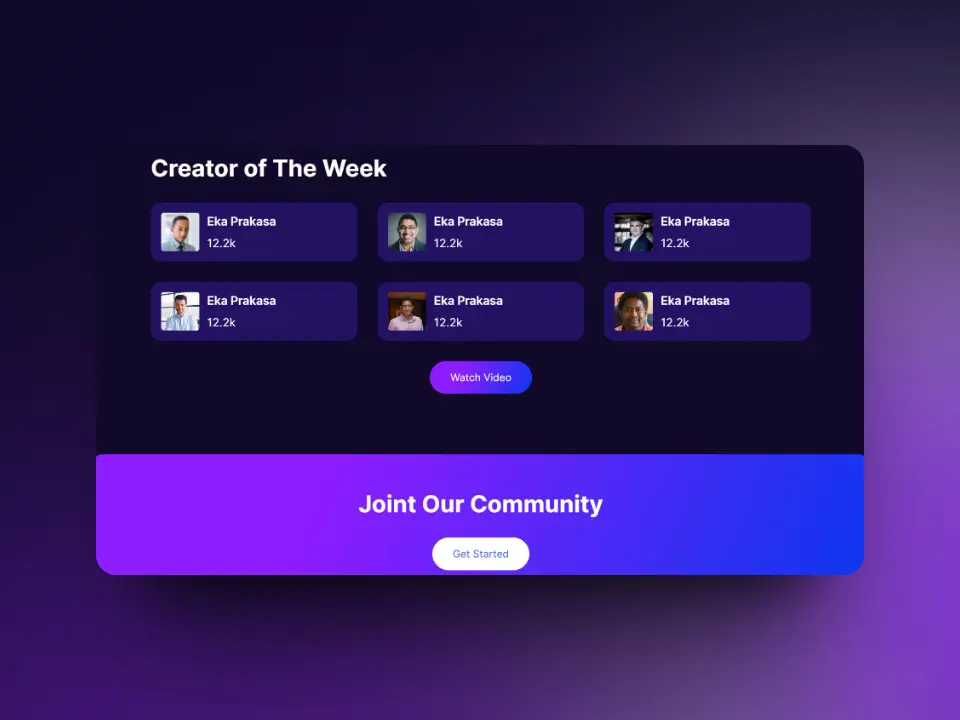 Creator of The Week
Eka Prakasa
12.2k
Eka Prakasa
12.2k
Eka Prakasa
12.2k
Eka Prakasa
12.2k
Eka Prakasa
12.2k
Eka Prakasa
12.2k
Watch Video
Joint Our Community
Get Started